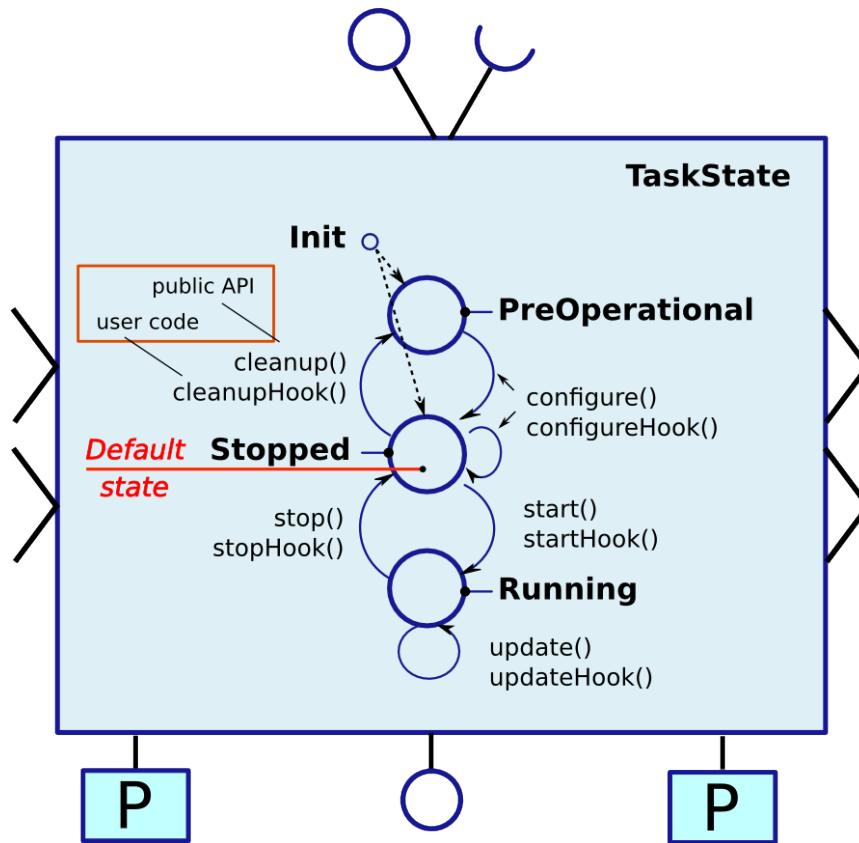 TaskState
Init
public API
user code
PreOperational
cleanup()
cleanupHook()
configure()
configureHook()
Default
state
Stopped
stop()
stopHook()
start()
startHook()
Running
update()
updateHook()
P
P